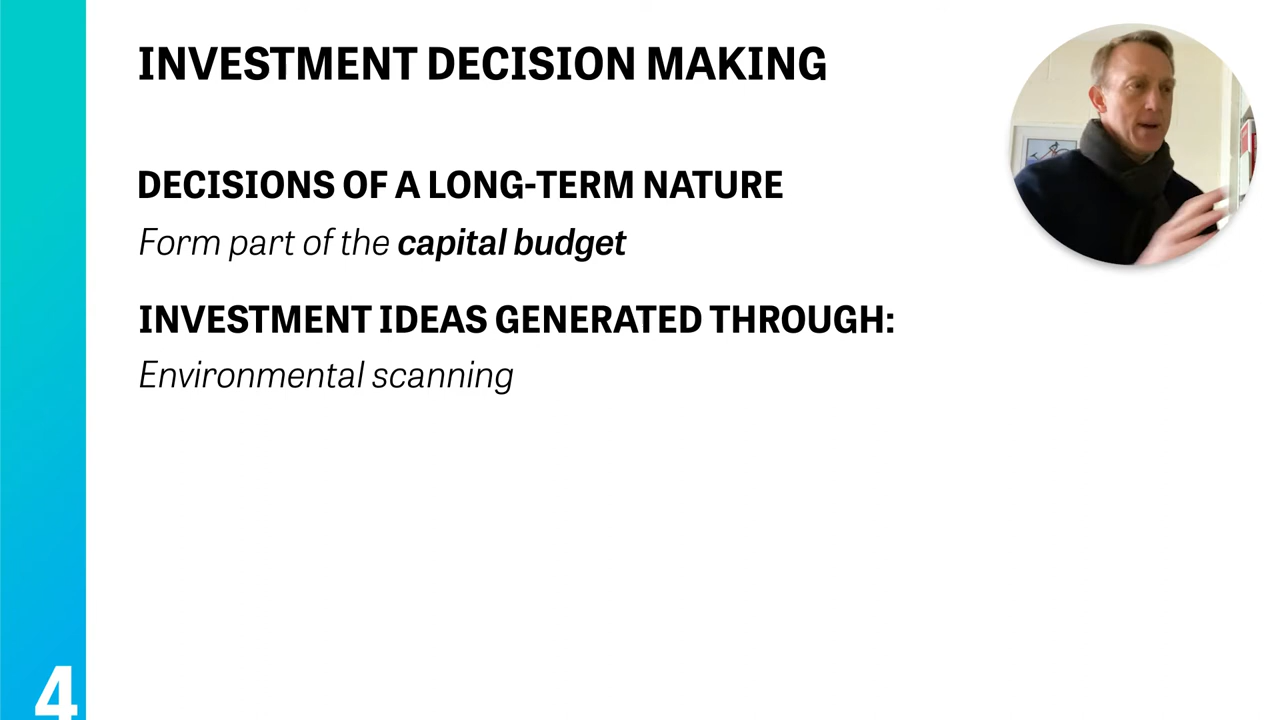 INVESTMENT DECISION MAKING
DECISIONS OF A LONG-TERM NATURE
Form part of the capital budget
INVESTMENT IDEAS GENERATED THROUGH:
Environmental scanning
4